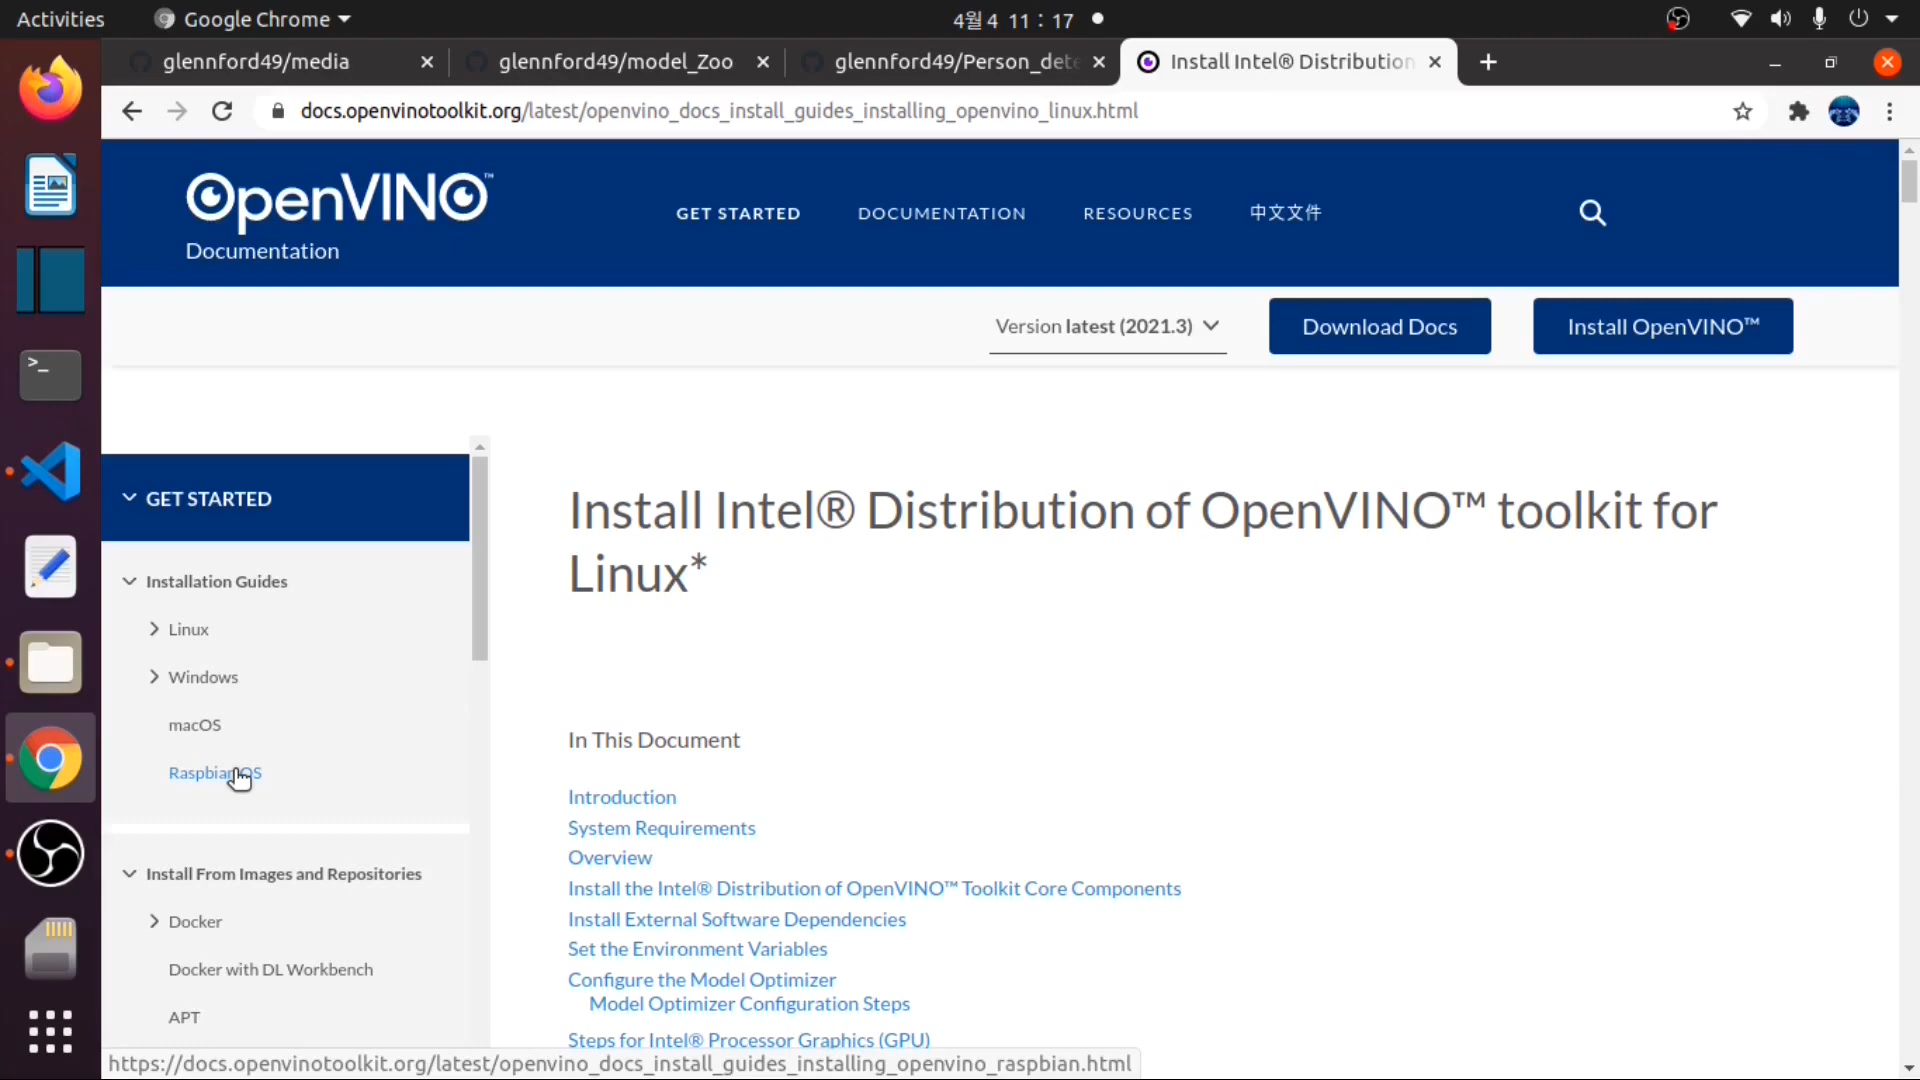 Activities
Google Chrome
4월 4 11：17
glennford49/media
glennford49/model_Zoo
glennford49/Person_dete
Install Intel® Distribution
docs.openvinotoolkit.org/latest/openvino_docs_install_guides_installing_openvino_linux.html
OpenVINO™
Documentation
GET STARTED
DOCUMENTATION
RESOURCES
中文文件
Version latest (2021.3)
Download Docs
Install OpenVINO™
GET STARTED
Installation Guides
Linux
Windows
macOS
Raspbian OS
Install From Images and Repositories
Docker
Docker with DL Workbench
APT
Install Intel® Distribution of OpenVINO™ toolkit for
Linux*
In This Document
Introduction
System Requirements
Overview
Install the Intel® Distribution of OpenVINO™ Toolkit Core Components
Install External Software Dependencies
Set the Environment Variables
Configure the Model Optimizer
Model Optimizer Configuration Steps
Steps for Intel® Processor Graphics (GPU)
https://docs.openvinotoolkit.org/latest/openvino_docs_install_guides_installing_openvino_raspbian.html